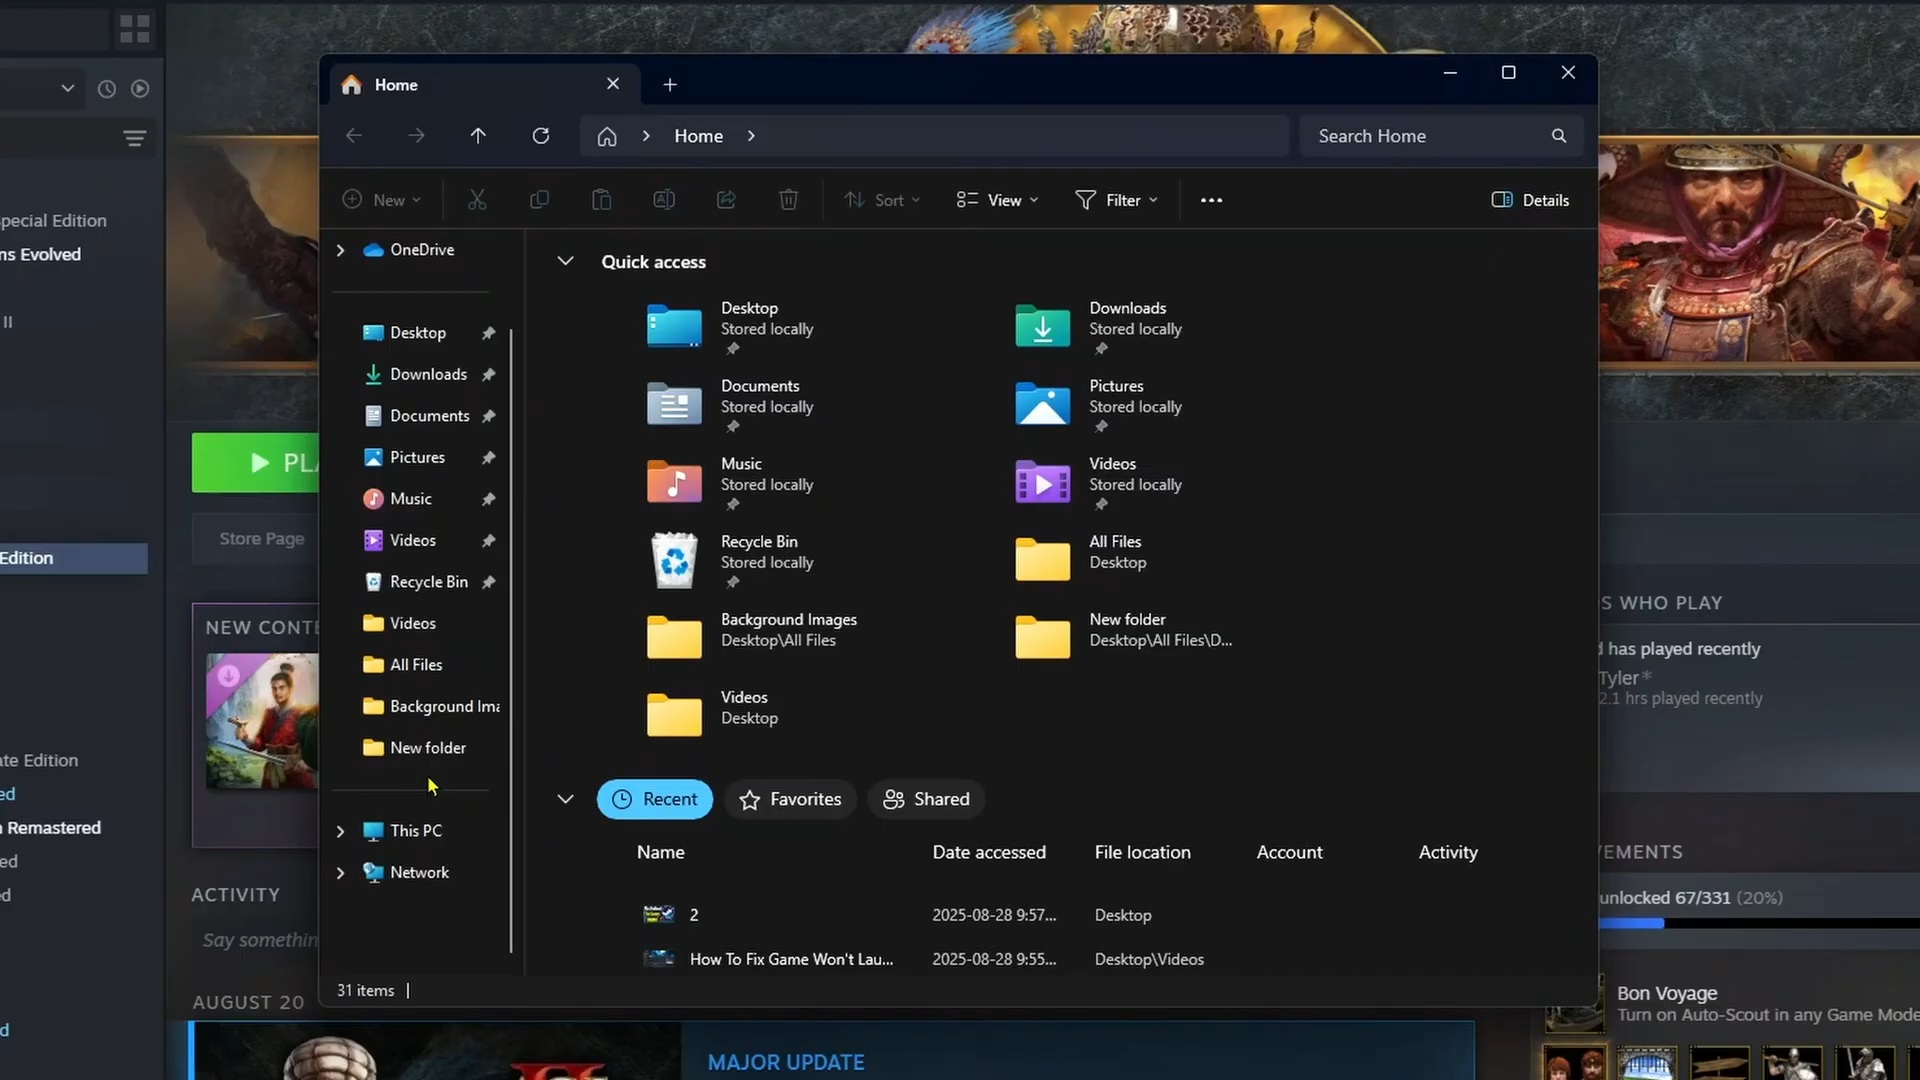 Home
Home
Search Home
New
Sort
View
Filter
Details
OneDrive
Desktop
Downloads
Documents
Pictures
Music
Videos
Recycle Bin
Videos
All Files
Background Ima
New folder
This PC
Network
Quick access
Desktop
Stored locally
Downloads
Stored locally
Documents
Stored locally
Pictures
Stored locally
Music
Stored locally
Videos
Stored locally
Recycle Bin
Stored locally
All Files
Desktop
Background Images
Desktop\All Files
New folder
Desktop\All Files\D...
Videos
Desktop
Recent
Favorites
Shared
Name
Date accessed
File location
Account
Activity
2
2025-08-28 9:57...
Desktop
How To Fix Game Won't Lau...
2025-08-28 9:55...
Desktop\Videos
31 items
pecial Edition
ns Evolved
II
Edition
ate Edition
ed
n Remastered
ed
d
d
PLA
Store Page
NEW CONTE
ACTIVITY
Say somethin
AUGUST 20
MAJOR UPDATE
S WHO PLAY
d has played recently
Tyler*
2.1 hrs played recently
VEMENTS
unlocked 67/331 (20%)
Bon Voyage
Turn on Auto-Scout in any Game Mode